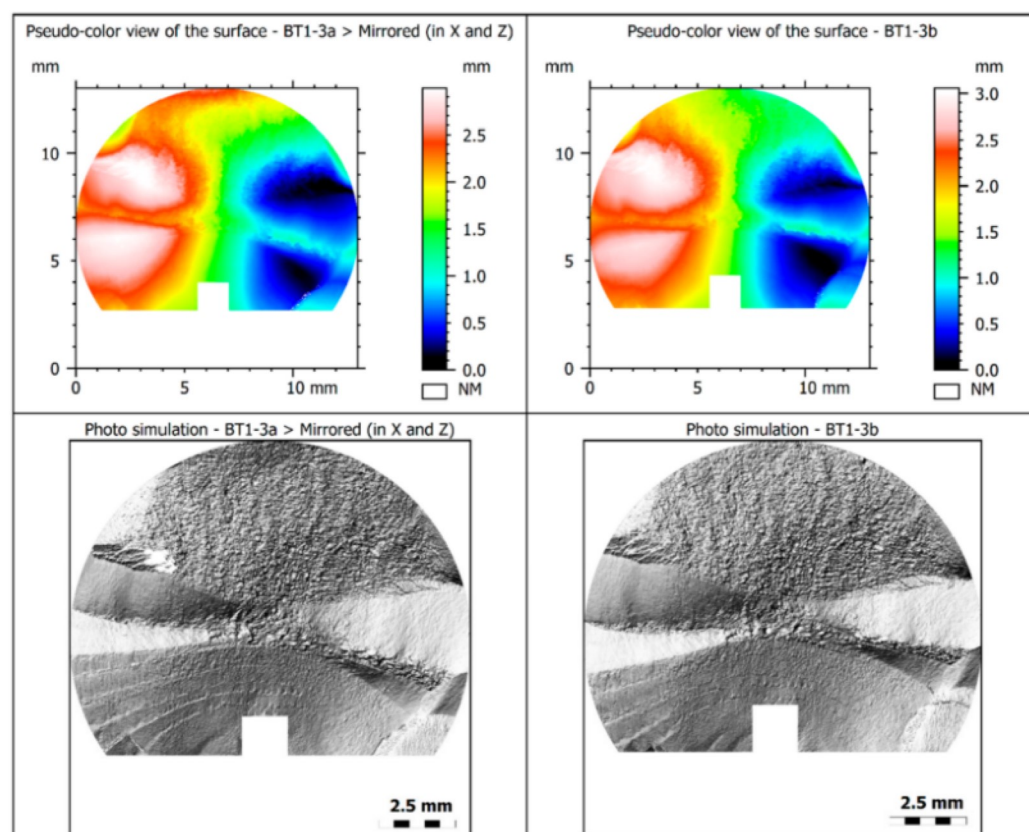 Pseudo-color view of the surface - BT1-3a > Mirrored (in X and Z)
mm
mm
10
5
0
0
5
10 mm
2.5
2.0
1.5
1.0
0.5
0.0
NM
Pseudo-color view of the surface - BT1-3b
mm
mm
10
5
0
0
5
10 mm
3.0
2.5
2.0
1.5
1.0
0.5
0.0
NM
Photo simulation - BT1-3a > Mirrored (in X and Z)
2.5 mm
Photo simulation - BT1-3b
2.5 mm